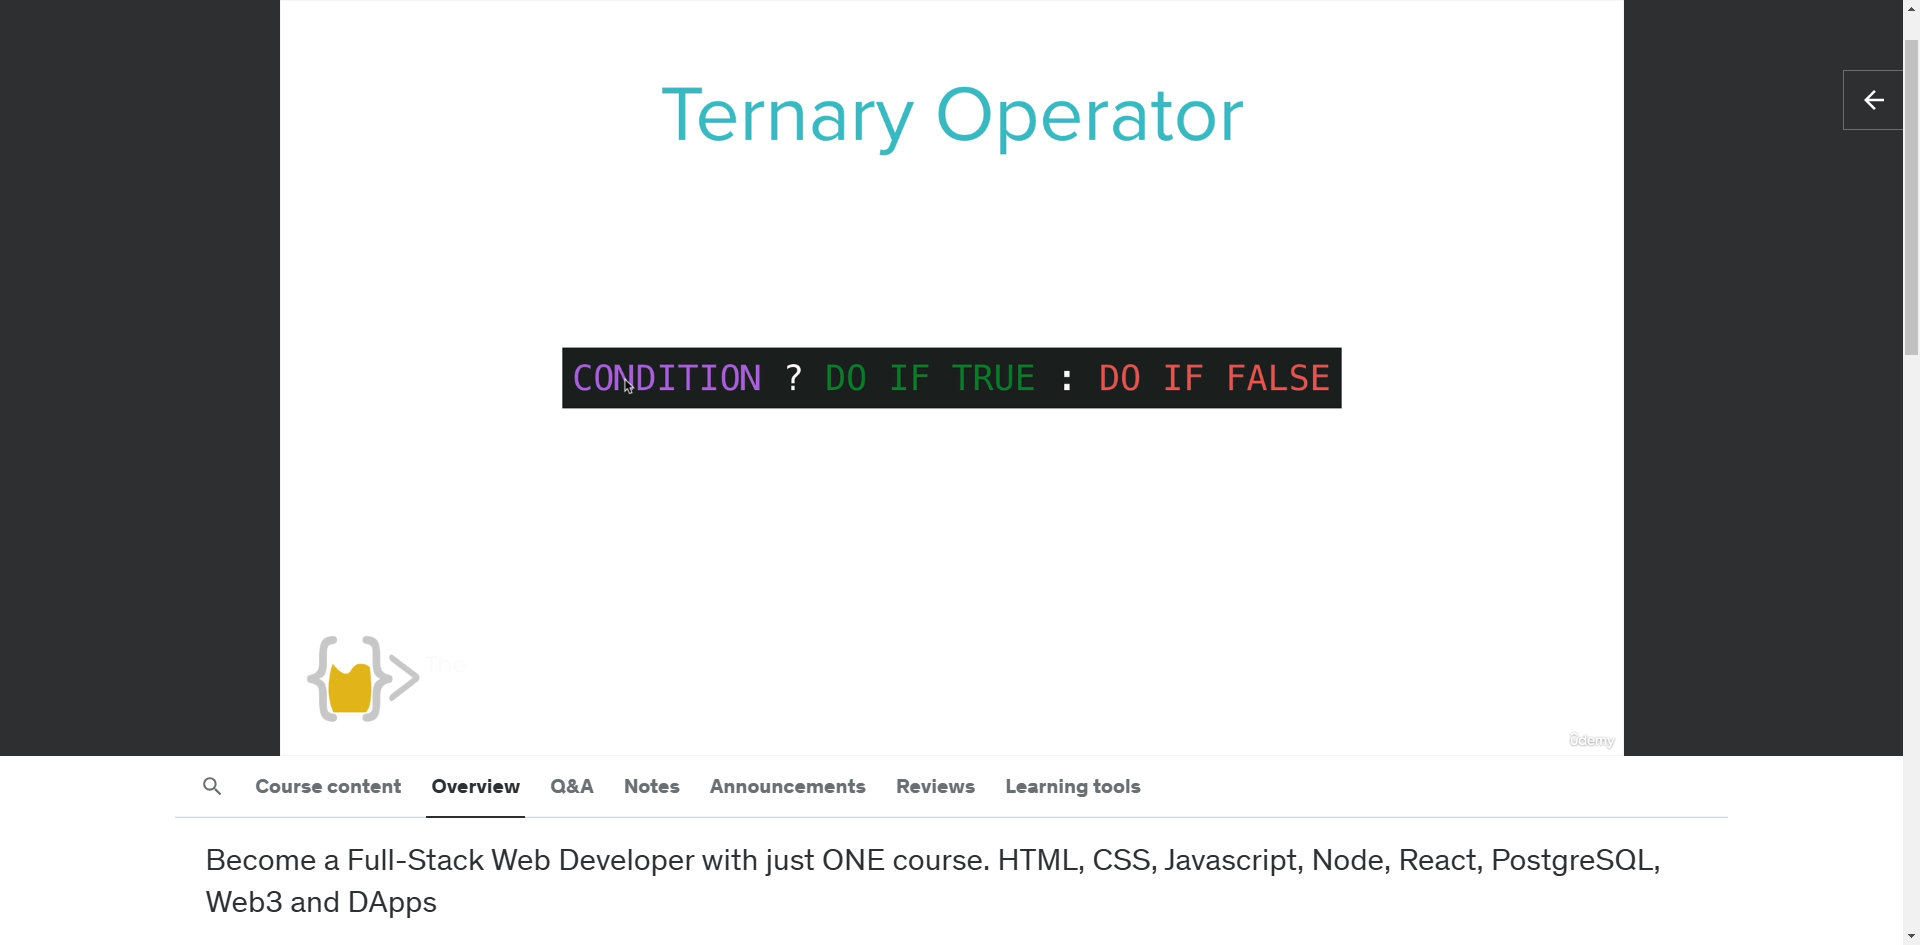 Ternary Operator
CONDITION ? DO IF TRUE : DO IF FALSE
The
ûdemy
Course content Overview Q&A Notes Announcements Reviews Learning tools
Become a Full-Stack Web Developer with just ONE course. HTML, CSS, Javascript, Node, React, PostgreSQL,
Web3 and DApps